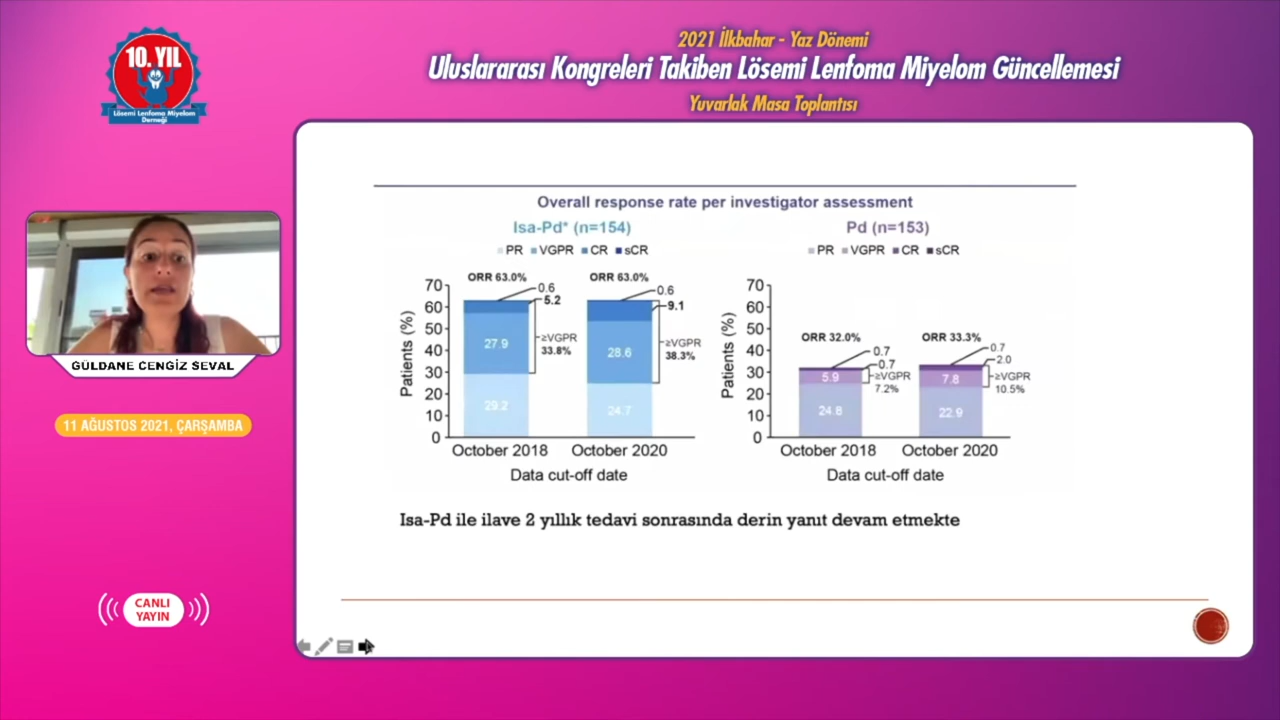 10. YIL
Lösemi Lenfoma Miyelom
Derneği
2021 İlkbahar - Yaz Dönemi
Uluslararası Kongreleri Takiben Lösemi Lenfoma Miyelom Güncellemesi
Yuvarlak Masa Toplantısı
GÜLDANE CENGİZ SEVAL
11 AĞUSTOS 2021, ÇARŞAMBA
CANLI
YAYIN
Overall response rate per investigator assessment
Isa-Pd* (n=154)
PR VGPR CR sCR
ORR 63.0%
ORR 63.0%
0.6
5.2
0.6
9.1
≥VGPR
33.8%
≥VGPR
38.3%
27.9
28.6
29.2
24.7
70
60
50
40
30
20
10
0
Patients (%)
October 2018
October 2020
Data cut-off date
Pd (n=153)
PR VGPR CR sCR
ORR 32.0%
ORR 33.3%
0.7
0.7
0.7
2.0
≥VGPR
7.2%
≥VGPR
10.5%
5.9
7.8
24.8
22.9
70
60
50
40
30
20
10
0
Patients (%)
October 2018
October 2020
Data cut-off date
Isa-Pd ile ilave 2 yıllık tedavi sonrasında derin yanıt devam etmekte